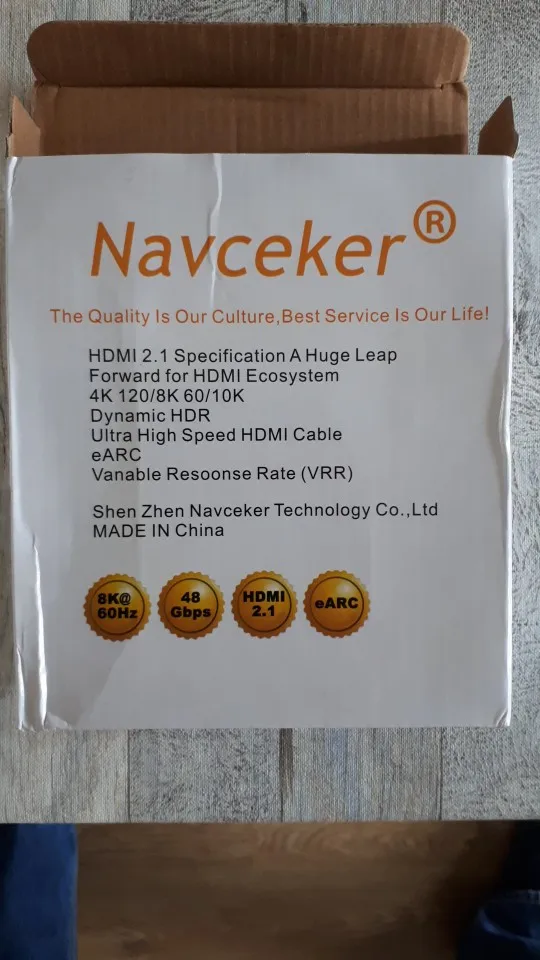 Navceker®
The Quality Is Our Culture,Best Service Is Our Life!
HDMI 2.1 Specification A Huge Leap
Forward for HDMI Ecosystem
4K 120/8K 60/10K
Dynamic HDR
Ultra High Speed HDMI Cable
eARC
Vanable Resoonse Rate (VRR)
Shen Zhen Navceker Technology Co.,Ltd
MADE IN China
8K@
60Hz
48
Gbps
HDMI
2.1
eARC